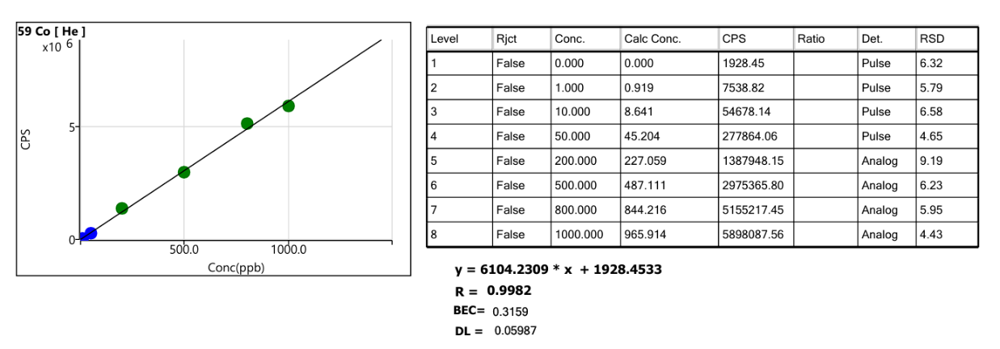 59 Co [ He ]
x10 6
CPS
5
0
500.0 1000.0
Conc(ppb)
Level Rjct Conc. Calc Conc. CPS Ratio Det. RSD
1 False 0.000 0.000 1928.45 Pulse 6.32
2 False 1.000 0.919 7538.82 Pulse 5.79
3 False 10.000 8.641 54678.14 Pulse 6.58
4 False 50.000 45.204 277864.06 Pulse 4.65
5 False 200.000 227.059 1387948.15 Analog 9.19
6 False 500.000 487.111 2975365.80 Analog 6.23
7 False 800.000 844.216 5155217.45 Analog 5.95
8 False 1000.000 965.914 5898087.56 Analog 4.43
y = 6104.2309 * x + 1928.4533
R = 0.9982
BEC= 0.3159
DL = 0.05987